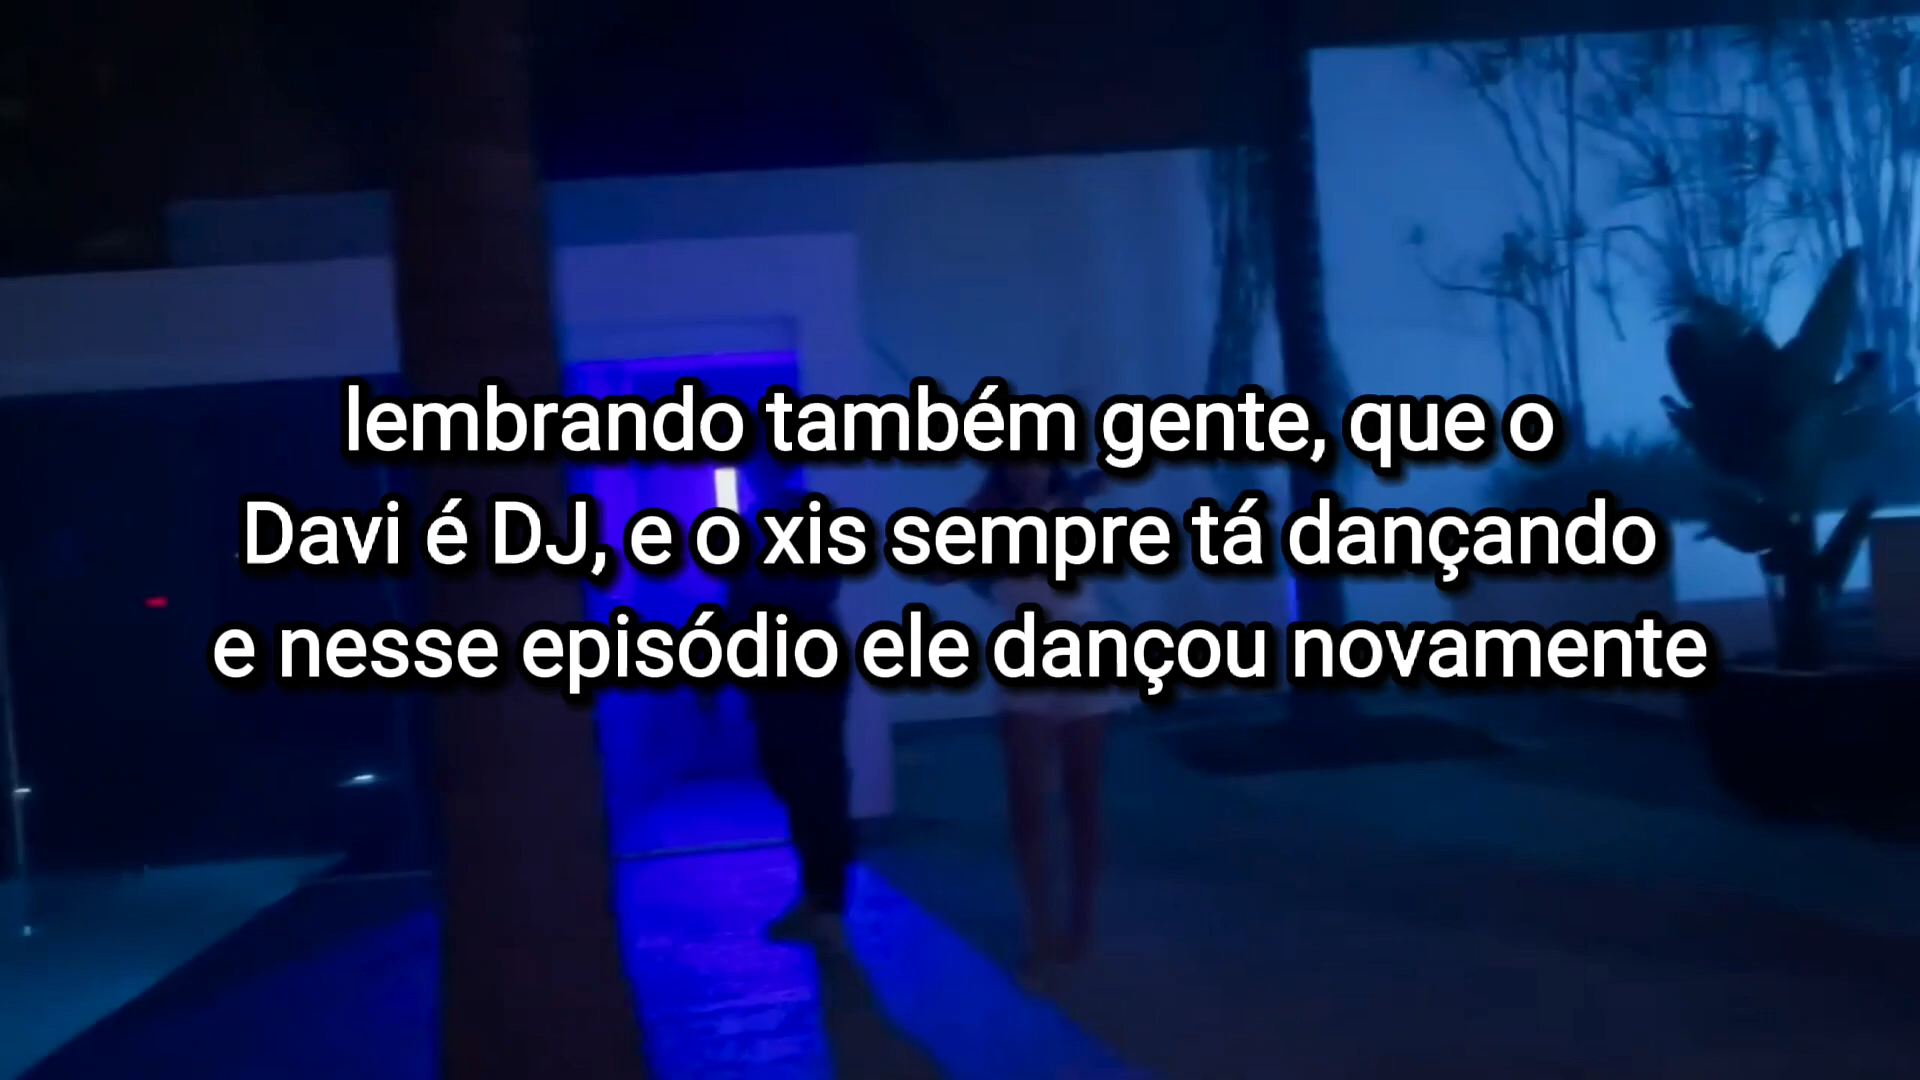 lembrando também gente, que o
Davi é DJ, e o xis sempre tá dançando
e nesse episódio ele dançou novamente